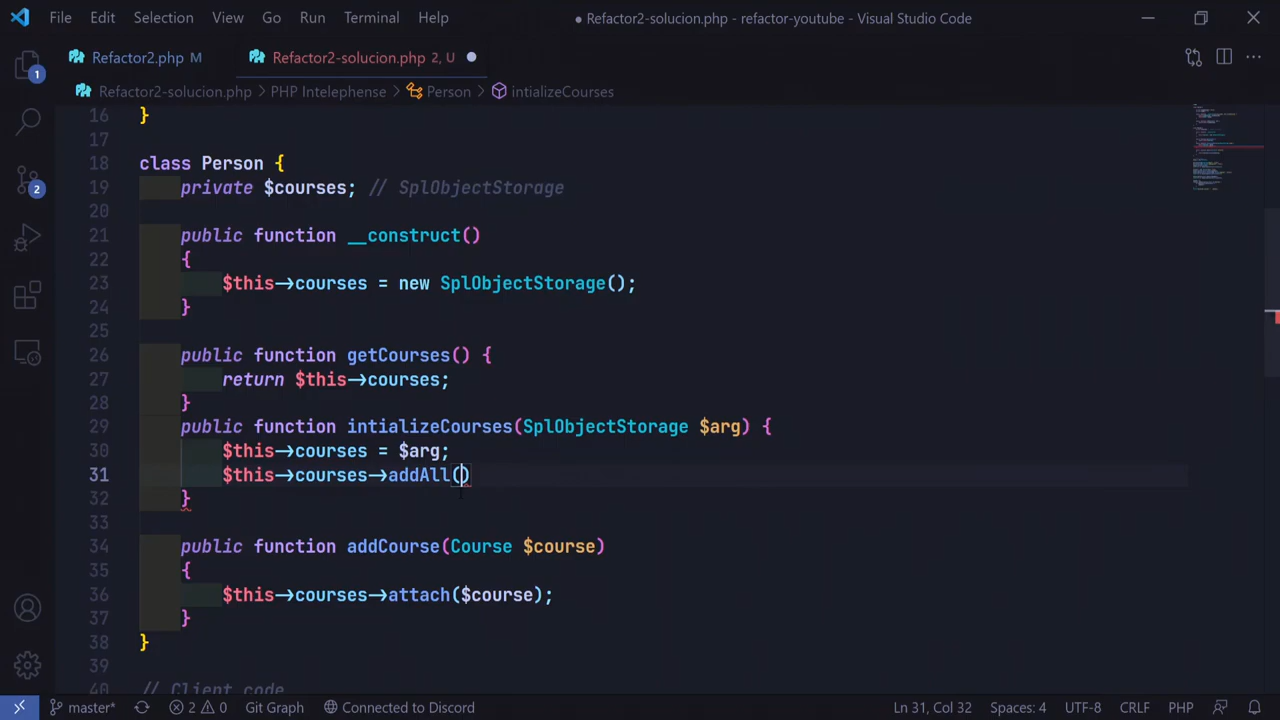 File Edit Selection View Go Run Terminal Help
● Refactor2-solucion.php - refactor-youtube - Visual Studio Code
Refactor2.php M
Refactor2-solucion.php 2, U ●
Refactor2-solucion.php > PHP Intelephense > Person > intializeCourses
1
2
16 }
17
18 class Person {
19 private $courses; // SplObjectStorage
20
21 public function __construct()
22 {
23 $this->courses = new SplObjectStorage();
24 }
25
26 public function getCourses() {
27 return $this->courses;
28 }
29 public function intializeCourses(SplObjectStorage $arg) {
30 $this->courses = $arg;
31 $this->courses->addAll()
32 }
33
34 public function addCourse(Course $course)
35 {
36 $this->courses->attach($course);
37 }
38 }
39
40 // Client code
master* 2 0 Git Graph Connected to Discord Ln 31, Col 32 Spaces: 4 UTF-8 CRLF PHP